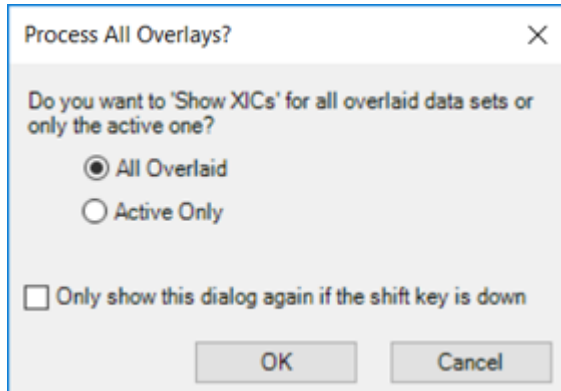 Process All Overlays?
Do you want to 'Show XICs' for all overlaid data sets or
only the active one?
All Overlaid
Active Only
Only show this dialog again if the shift key is down
OK
Cancel